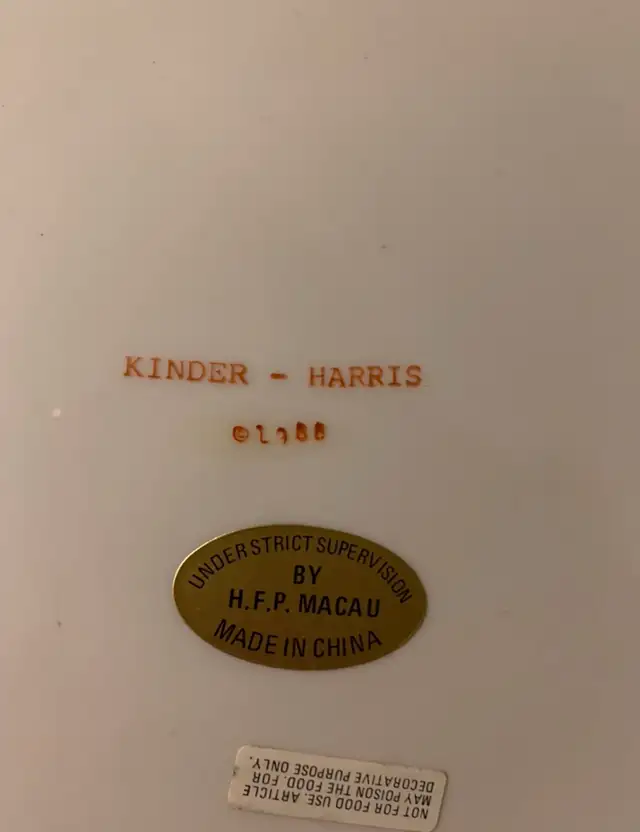 KINDER - HARRIS
©1988
UNDER STRICT SUPERVISION
BY
H.F.P. MACAU
MADE IN CHINA
NOT FOR FOOD USE. ARTICLE
MAY POISON THE FOOD. FOR
DECORATIVE PURPOSE ONLY.